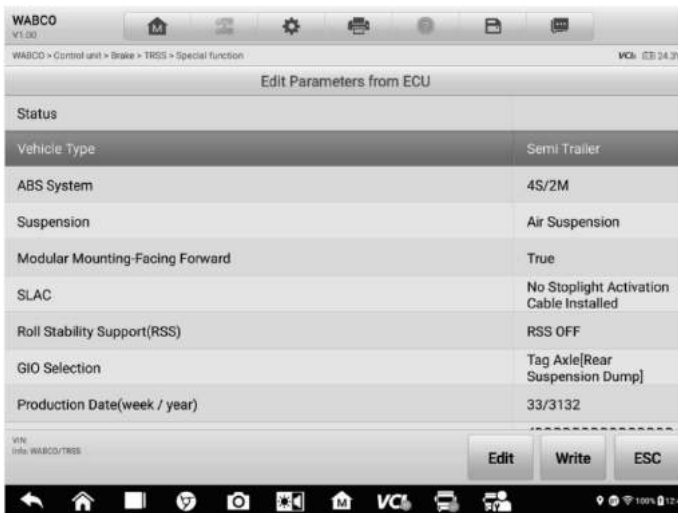 WABCO
V1.00
WABCO > Control unit > Brake > TRSS > Special function
VCI:
Edit Parameters from ECU
Status
Vehicle Type Semi Trailer
ABS System 4S/2M
Suspension Air Suspension
Modular Mounting-Facing Forward True
SLAC No Stoplight Activation
Cable Installed
Roll Stability Support(RSS) RSS OFF
GIO Selection Tag Axle[Rear
Suspension Dump]
Production Date(week / year) 33/3132
VIN:
Info: WABCO/TRSS
Edit Write ESC
M VCI 100%